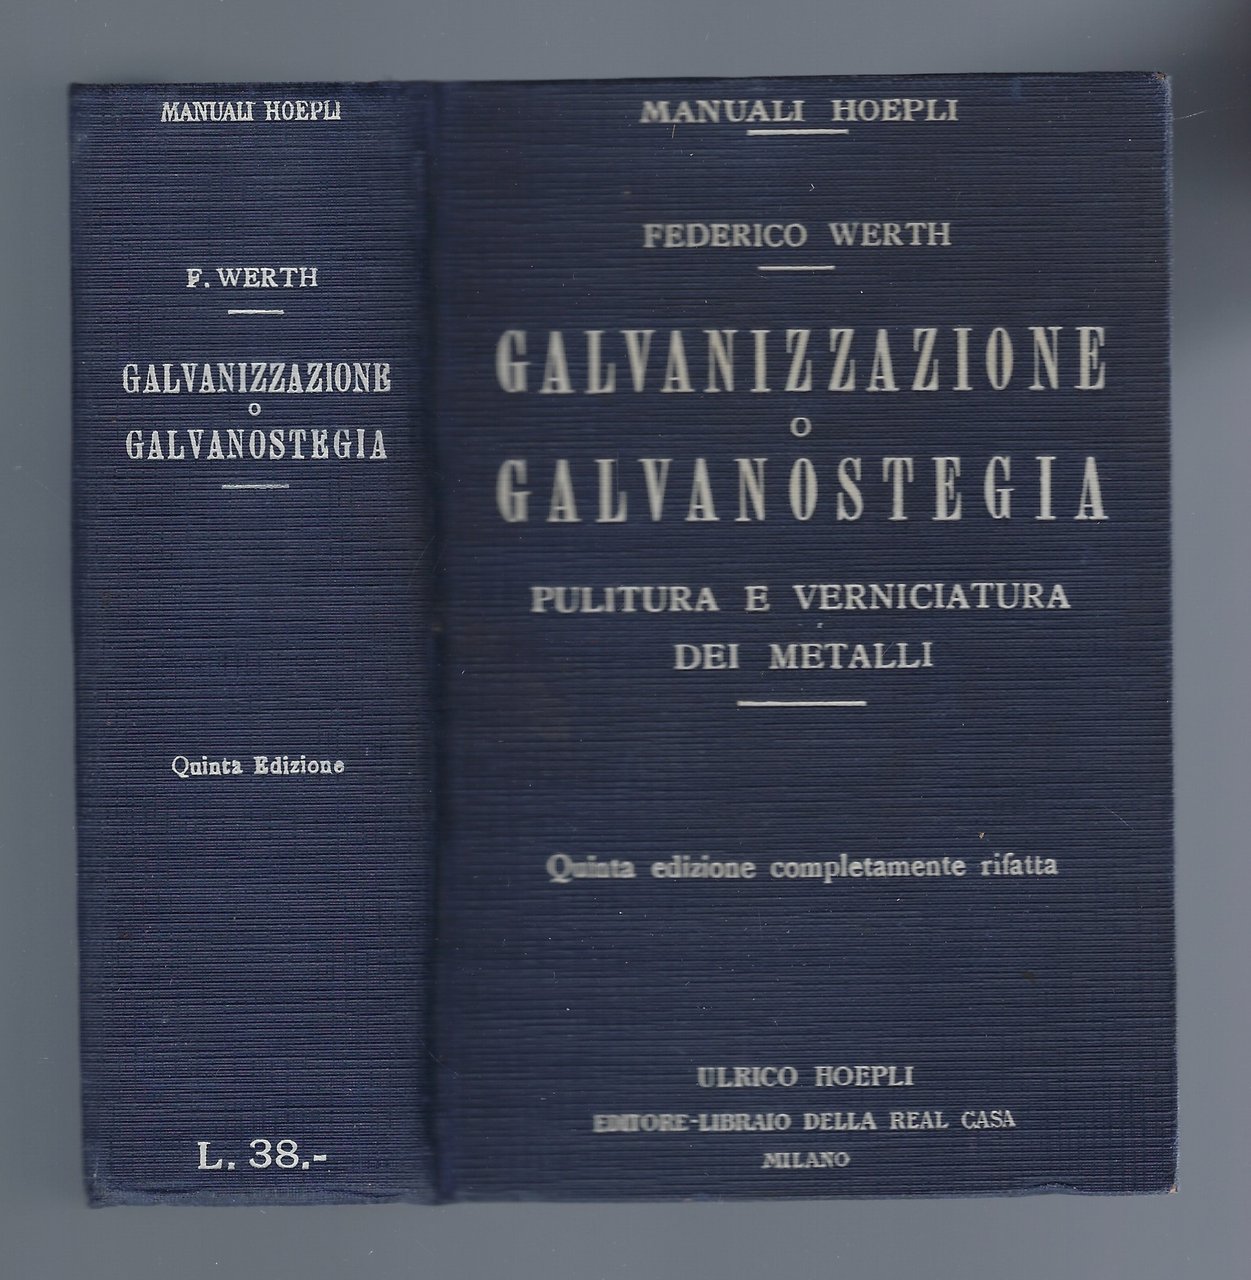 MANUALI HOEPLI
F. WERTH
GALVANIZZAZIONE
O
GALVANOSTEGIA
Quinta Edizione
L. 38.-
MANUALI HOEPLI
FEDERICO WERTH
GALVANIZZAZIONE
O
GALVANOSTEGIA
PULITURA E VERNICIATURA
DEI METALLI
Quinta edizione completamente rifatta
ULRICO HOEPLI
EDITORE-LIBRAIO DELLA REAL CASA
MILANO